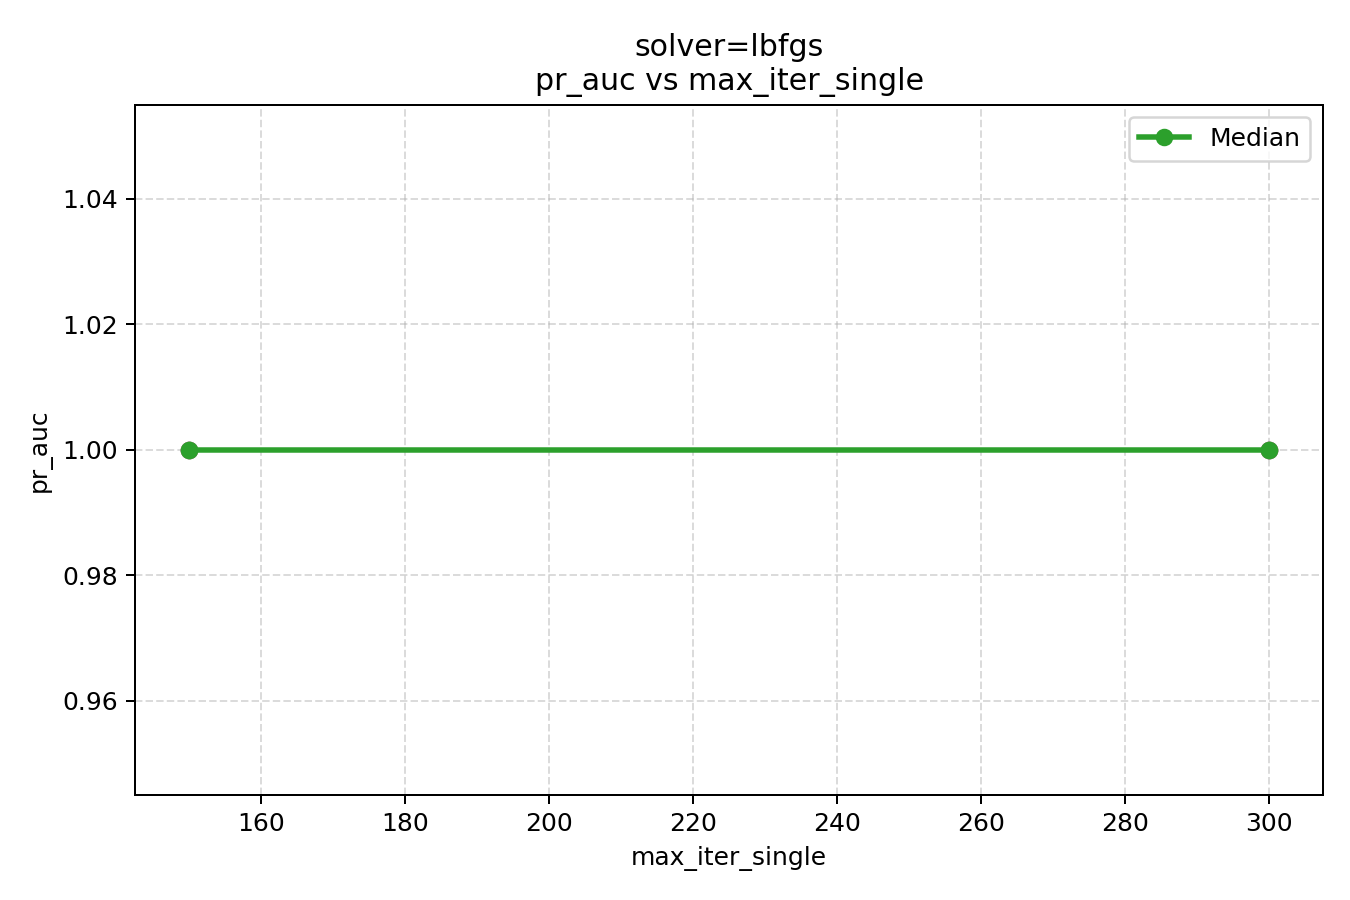 solver=lbfgs
pr_auc vs max_iter_single
Median
1.04
1.02
1.00
0.98
0.96
pr_auc
160 180 200 220 240 260 280 300
max_iter_single